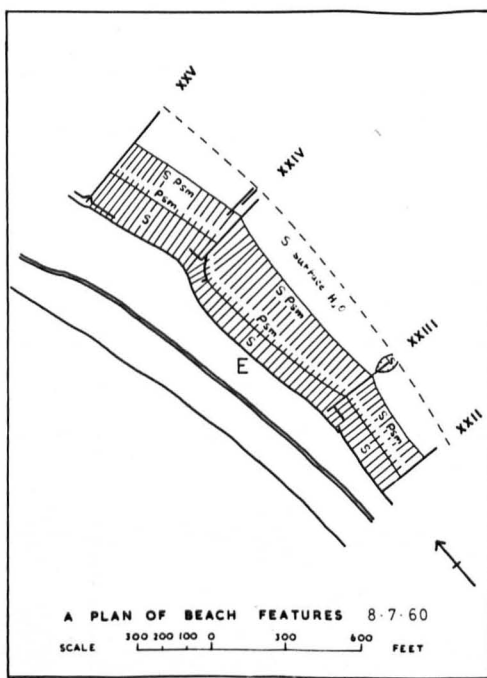 XXV
XXIV
S Psm
Psm
S
S surface H₂O
S Psm
Psm
S
E
XXIII
S Psm
S
XXII
A PLAN OF BEACH FEATURES 8·7·60
SCALE 300 200 100 0 300 600 FEET